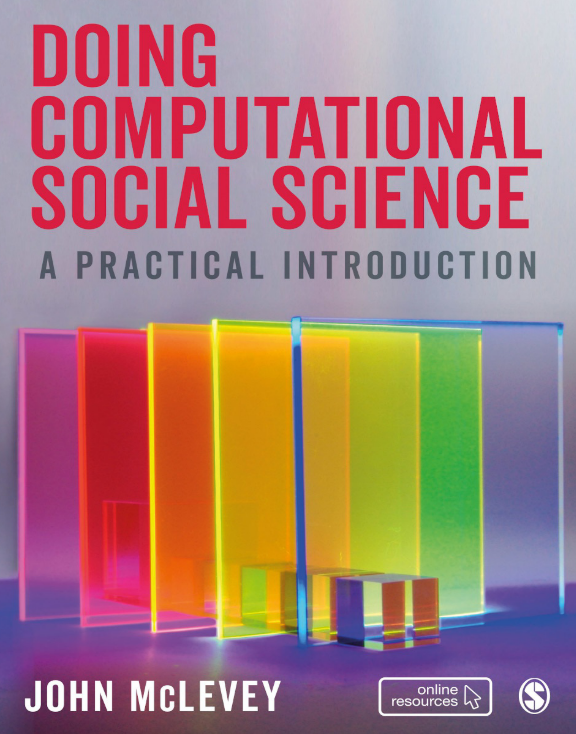 DOING
COMPUTATIONAL
SOCIAL SCIENCE
A PRACTICAL INTRODUCTION
JOHN McLEVEY
online
resources
S